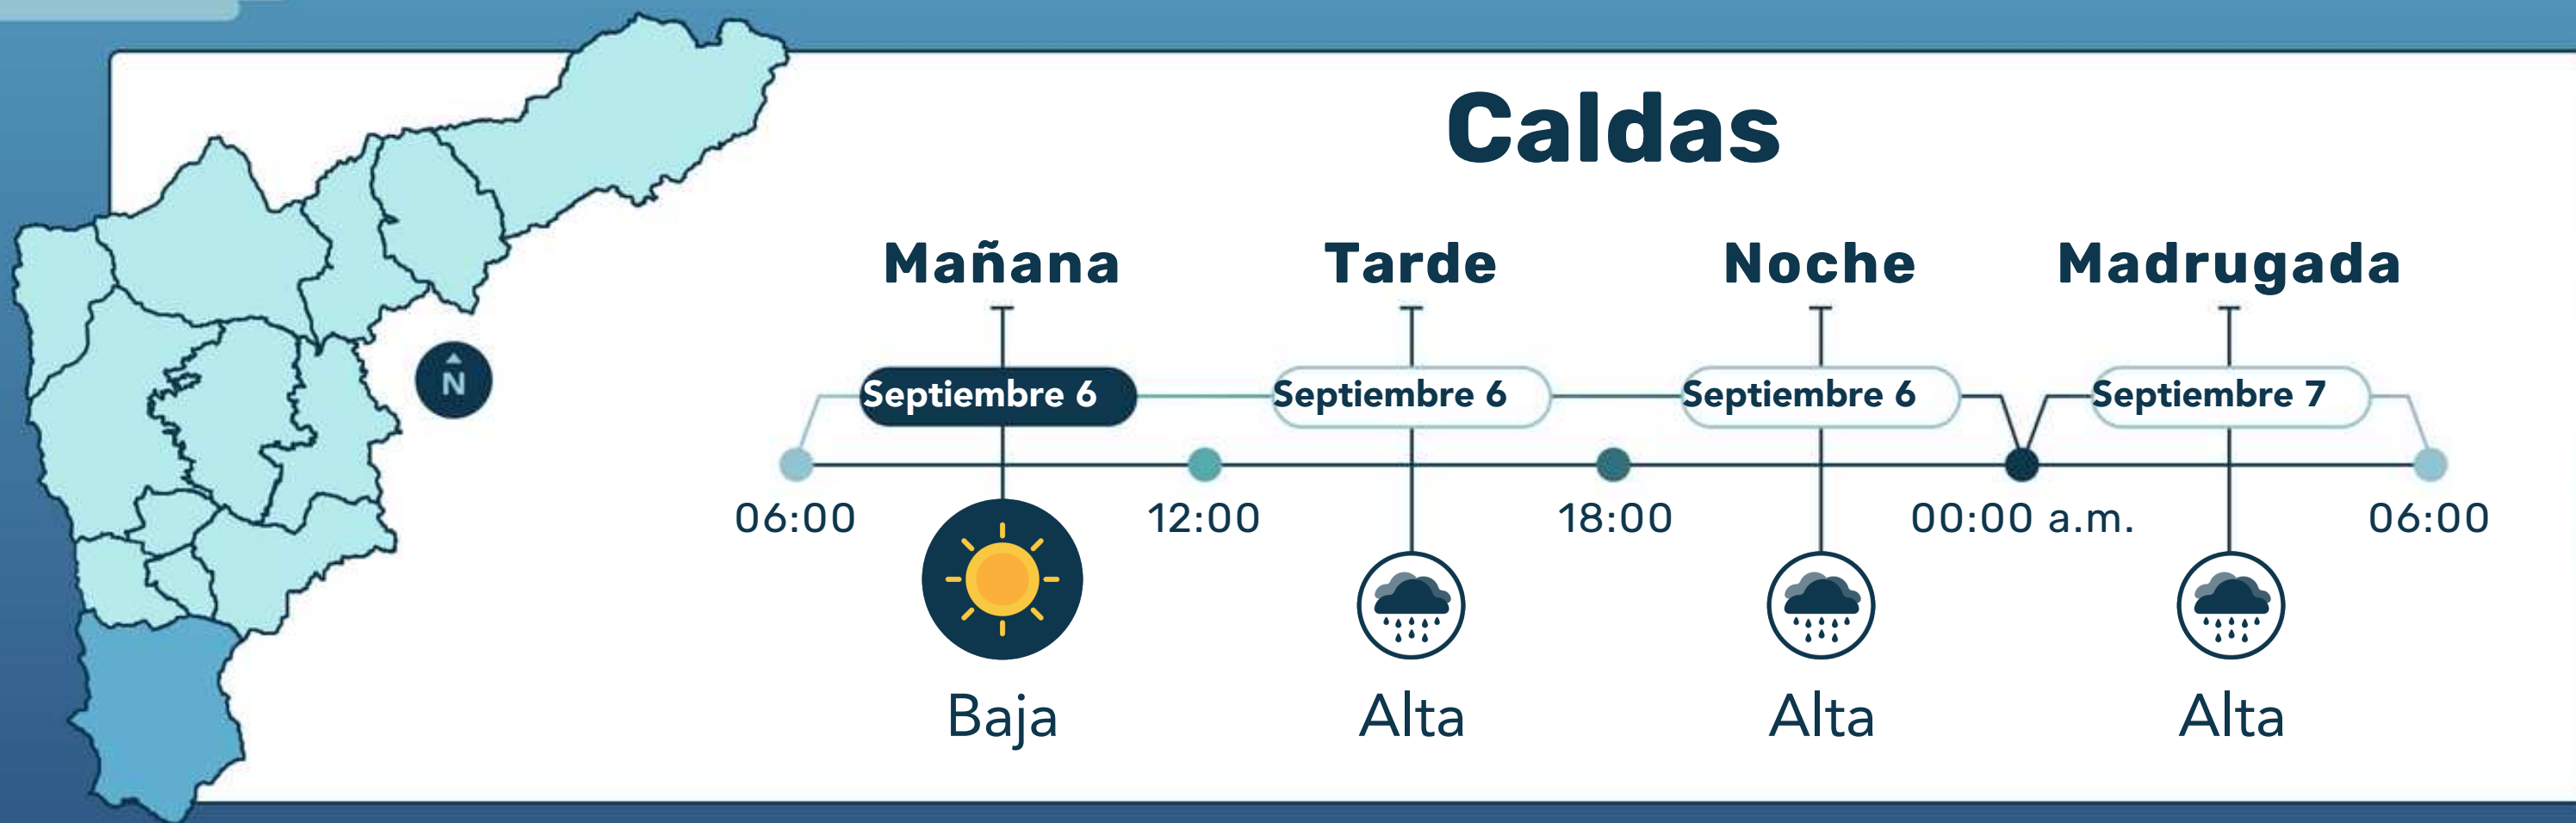 Caldas
Mañana Tarde Noche Madrugada
Septiembre 6 Septiembre 6 Septiembre 6 Septiembre 7
N
06:00 12:00 18:00 00:00 a.m. 06:00
Baja Alta Alta Alta